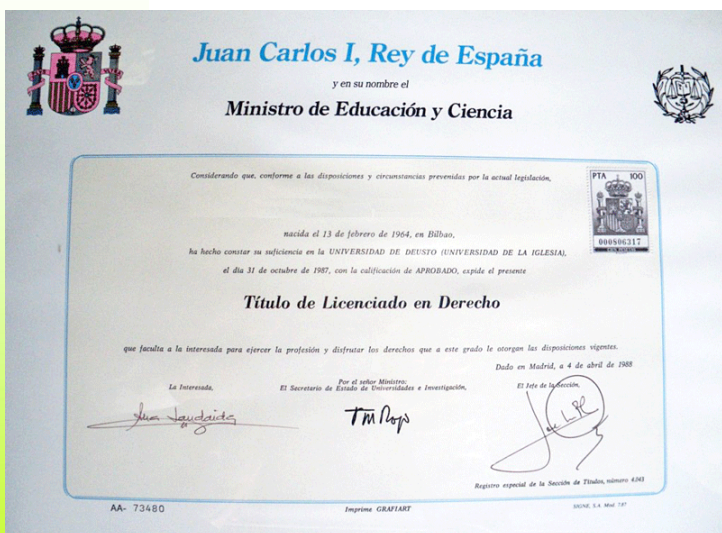 Juan Carlos I, Rey de España
y en su nombre el
Ministro de Educación y Ciencia
Considerando que, conforme a las disposiciones y circunstancias prevenidas por la actual legislación,
PTA 100
000806317
nacida el 13 de febrero de 1964, en Bilbao,
ha hecho constar su suficiencia en la UNIVERSIDAD DE DEUSTO (UNIVERSIDAD DE LA IGLESIA),
el día 31 de octubre de 1987, con la calificación de APROBADO, expide el presente
Título de Licenciado en Derecho
que faculta a la interesada para ejercer la profesión y disfrutar los derechos que a este grado le otorgan las disposiciones vigentes.
Dado en Madrid, a 4 de abril de 1988
La Interesada,
Por el señor Ministro:
El Secretario de Estado de Universidades e Investigación,
El Jefe de la Sección,
Registro especial de la Sección de Títulos, número 4.043
AA- 73480
Imprime GRAFIART
SIGNE, S.A. Mod. 787